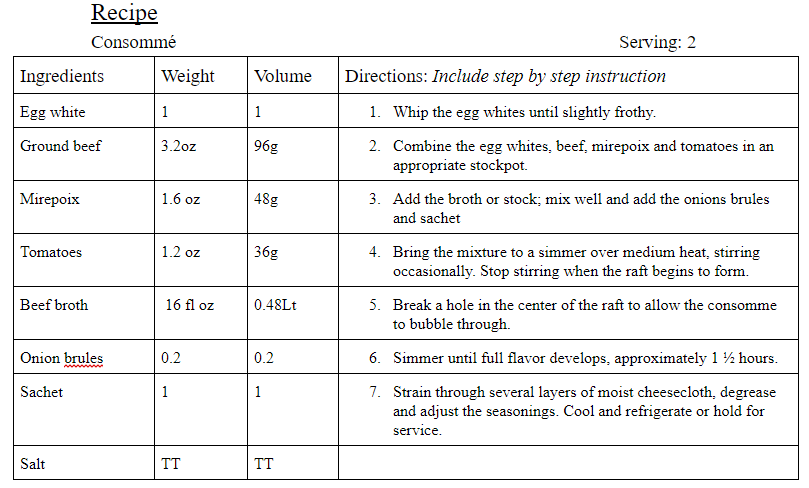 Recipe
Consommé Serving: 2
Ingredients Weight Volume Directions: Include step by step instruction
Egg white 1 1 1. Whip the egg whites until slightly frothy.
Ground beef 3.2oz 96g 2. Combine the egg whites, beef, mirepoix and tomatoes in an
appropriate stockpot.
Mirepoix 1.6 oz 48g 3. Add the broth or stock; mix well and add the onions brules
and sachet
Tomatoes 1.2 oz 36g 4. Bring the mixture to a simmer over medium heat, stirring
occasionally. Stop stirring when the raft begins to form.
Beef broth 16 fl oz 0.48Lt 5. Break a hole in the center of the raft to allow the consomme
to bubble through.
Onion brules 0.2 0.2 6. Simmer until full flavor develops, approximately 1 ½ hours.
Sachet 1 1 7. Strain through several layers of moist cheesecloth, degrease
and adjust the seasonings. Cool and refrigerate or hold for
service.
Salt TT TT